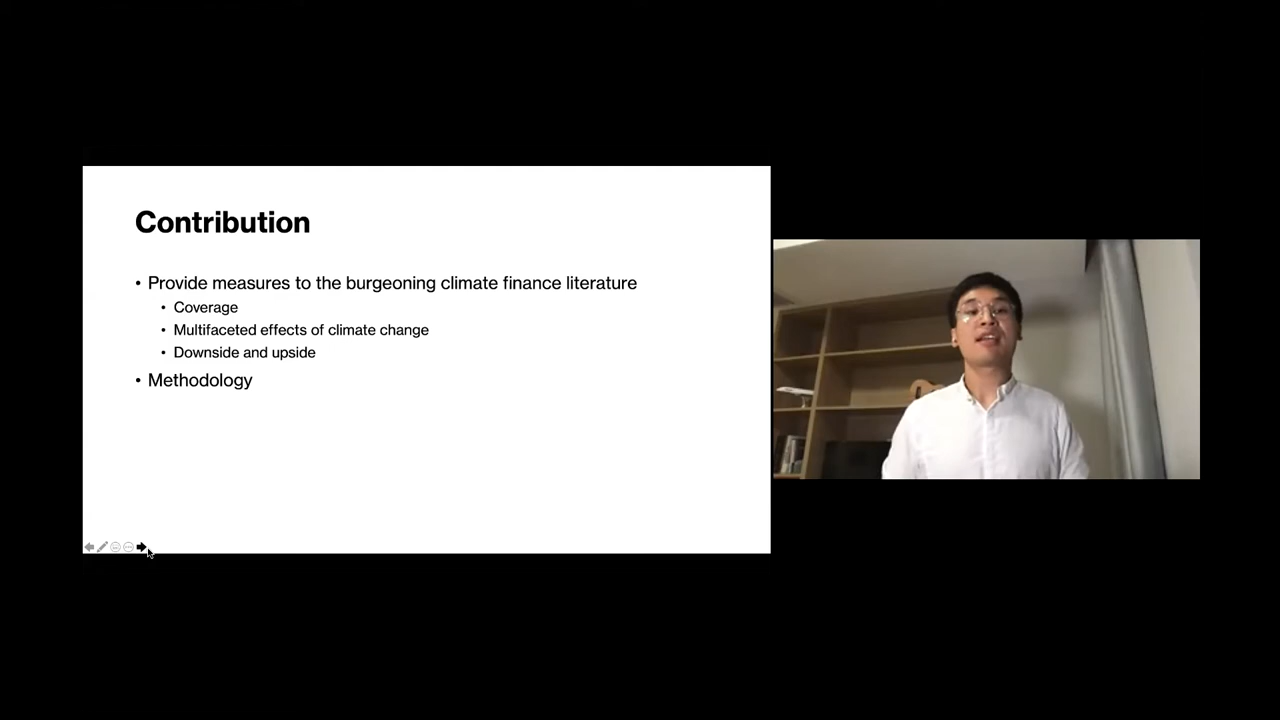 Contribution
• Provide measures to the burgeoning climate finance literature
• Coverage
• Multifaceted effects of climate change
• Downside and upside
• Methodology